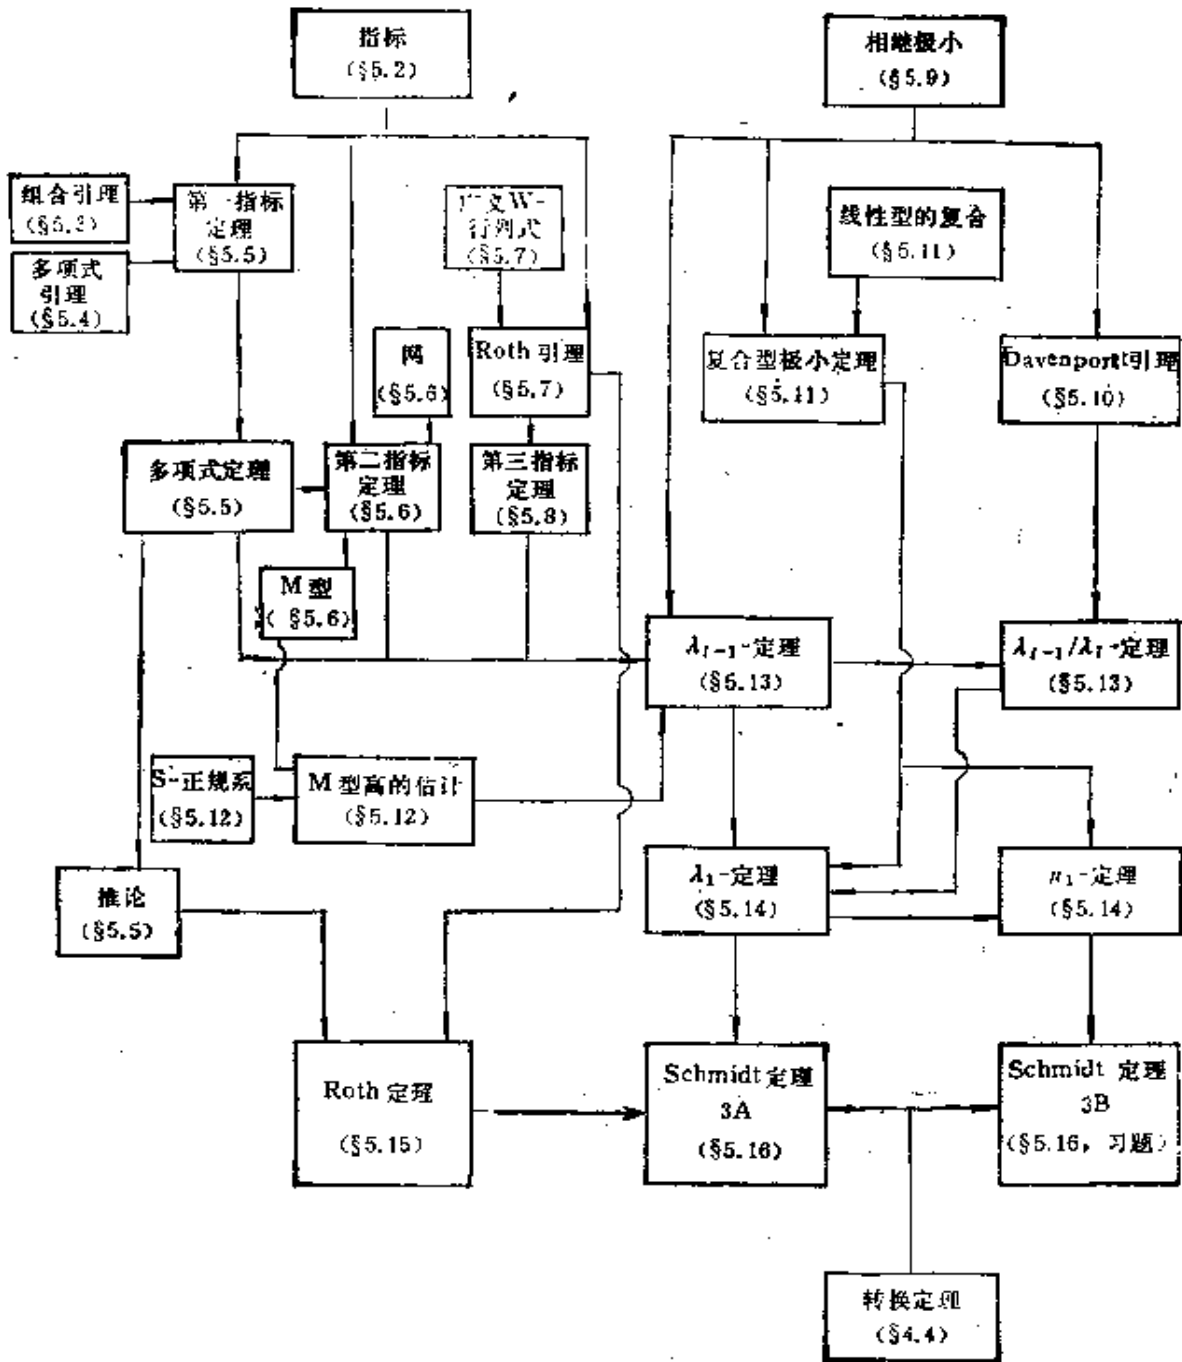 指标
(§5.2)
相继极小
(§5.9)
组合引理
(§5.3)
第一指标
定理
(§5.5)
多项式
引理
(§5.4)
广义W-
行列式
(§5.7)
线性型的复合
(§5.11)
网
(§5.6)
Roth 引理
(§5.7)
复合型极小定理
(§5.11)
Davenport引理
(§5.10)
多项式定理
(§5.5)
第二指标
定理
(§5.6)
第三指标
定理
(§5.8)
M 型
( §5.6)
λl-1-定理
(§5.13)
λl-1/λl-定理
(§5.13)
S-正规系
(§5.12)
M 型高的估计
(§5.12)
推论
(§5.5)
λ1-定理
(§5.14)
μ1-定理
(§5.14)
Roth 定理
(§5.15)
Schmidt 定理
3A
(§5.16)
Schmidt 定理
3B
(§5.16, 习题)
转换定理
(§4.4)